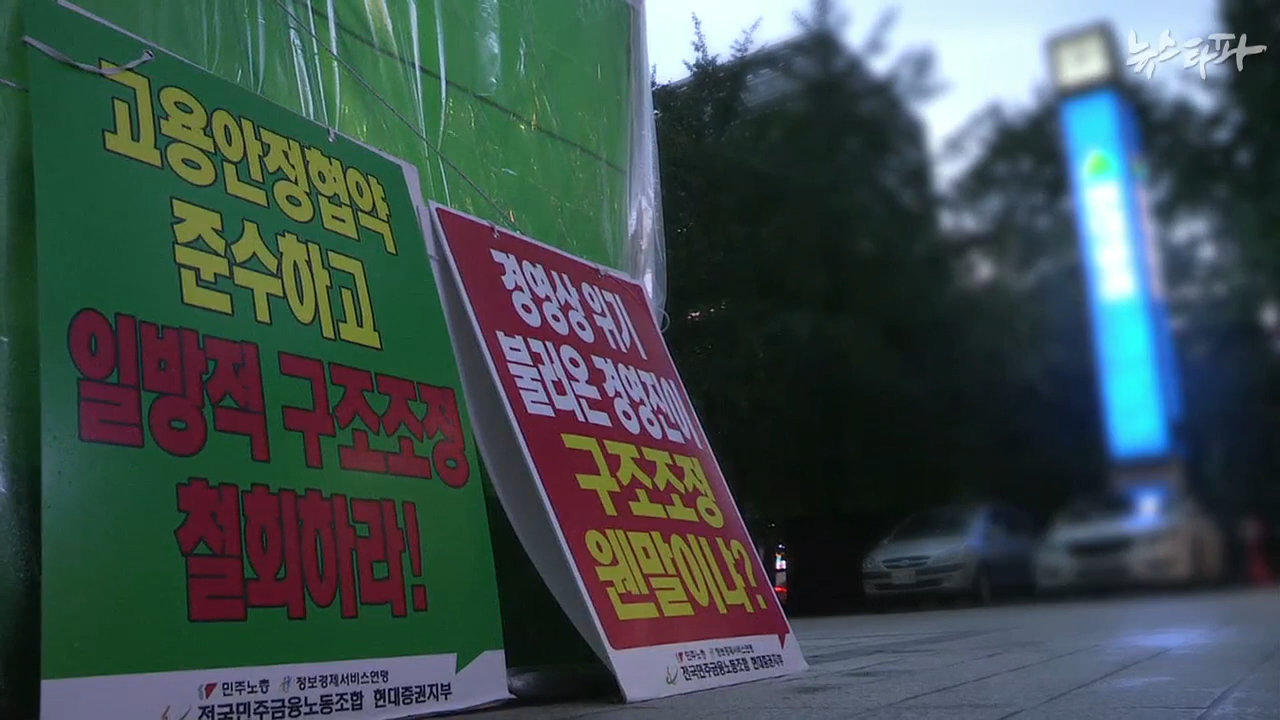 뉴스타파
고용안정협약
준수하고
일방적 구조조정
철회하라!
민주노총 정보경제서비스연맹
전국민주금융노동조합 현대증권지부
경영상 위기
불러온 경영진이
구조조정
웬말이냐?
민주노총 정보경제서비스연맹
전국민주금융노동조합 현대증권지부